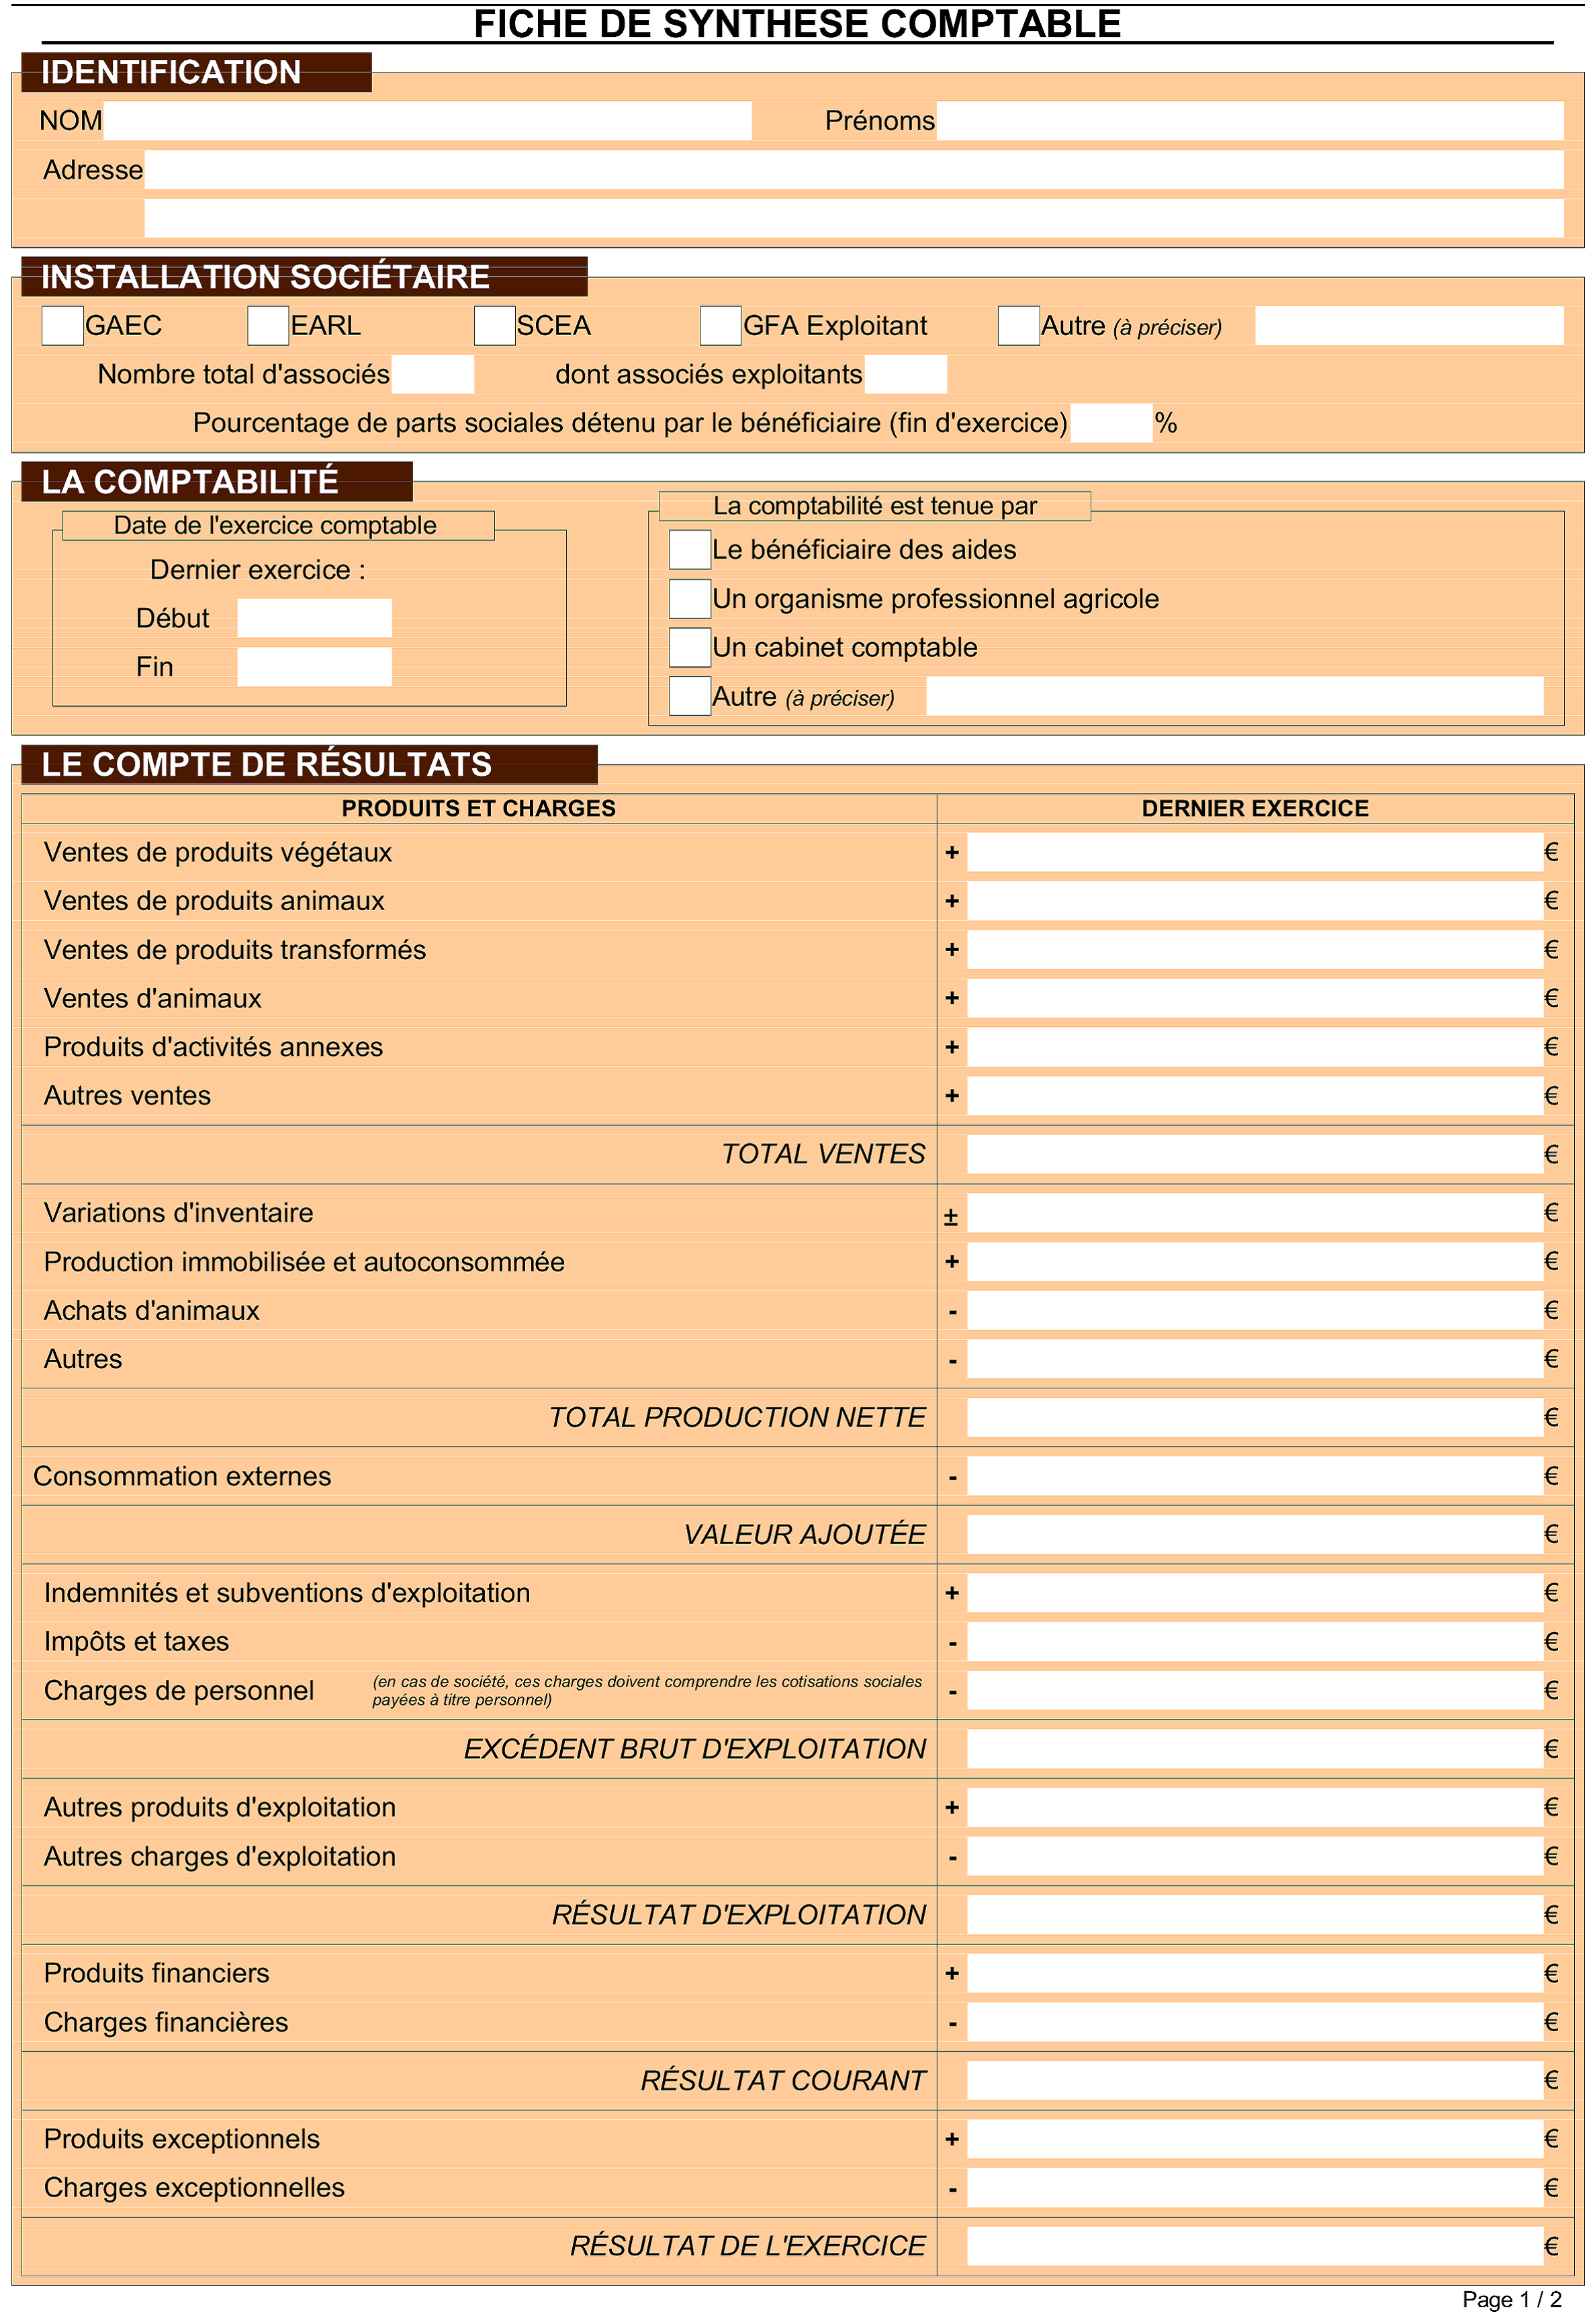 FICHE DE SYNTHESE COMPTABLE
IDENTIFICATION
NOM Prénoms
Adresse
INSTALLATION SOCIÉTAIRE
GAEC EARL SCEA GFA Exploitant Autre (à préciser)
Nombre total d'associés dont associés exploitants
Pourcentage de parts sociales détenu par le bénéficiaire (fin d'exercice) %
LA COMPTABILITÉ
Date de l'exercice comptable
Dernier exercice :
Début
Fin
La comptabilité est tenue par
Le bénéficiaire des aides
Un organisme professionnel agricole
Un cabinet comptable
Autre (à préciser)
LE COMPTE DE RÉSULTATS
PRODUITS ET CHARGES DERNIER EXERCICE
Ventes de produits végétaux + €
Ventes de produits animaux + €
Ventes de produits transformés + €
Ventes d'animaux + €
Produits d'activités annexes + €
Autres ventes + €
TOTAL VENTES €
Variations d'inventaire ± €
Production immobilisée et autoconsommée + €
Achats d'animaux - €
Autres - €
TOTAL PRODUCTION NETTE €
Consommation externes - €
VALEUR AJOUTÉE €
Indemnités et subventions d'exploitation + €
Impôts et taxes - €
Charges de personnel (en cas de société, ces charges doivent comprendre les cotisations sociales
payées à titre personnel) - €
EXCÉDENT BRUT D'EXPLOITATION €
Autres produits d'exploitation + €
Autres charges d'exploitation - €
RÉSULTAT D'EXPLOITATION €
Produits financiers + €
Charges financières - €
RÉSULTAT COURANT €
Produits exceptionnels + €
Charges exceptionnelles - €
RÉSULTAT DE L'EXERCICE €
Page 1 / 2